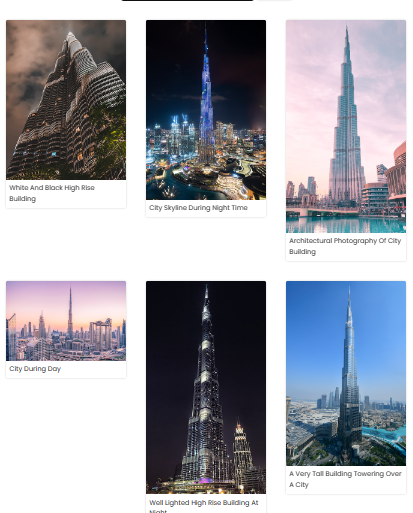 White And Black High Rise
Building
City Skyline During Night Time
Architectural Photography Of City
Building
City During Day
Well Lighted High Rise Building At
Night
A Very Tall Building Towering Over
A City